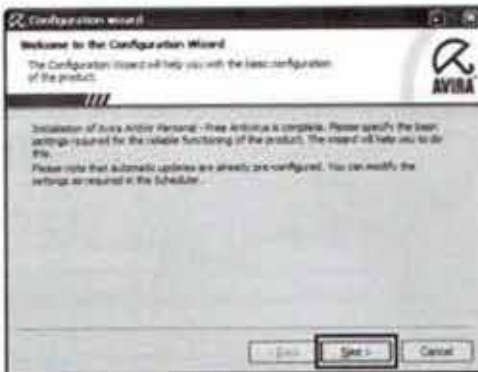 Configuration wizard
Welcome to the Configuration Wizard
The Configuration Wizard will help you with the basic configuration
of the product.
AVIRA
Installation of Avira AntiVir Personal - Free Antivirus is complete. Please specify the basic
settings required for the reliable functioning of the product. The wizard will help you to do
this.
Please note that automatic updates are already pre-configured. You can modify the
settings as required in the Scheduler.
< Back
Next >
Cancel